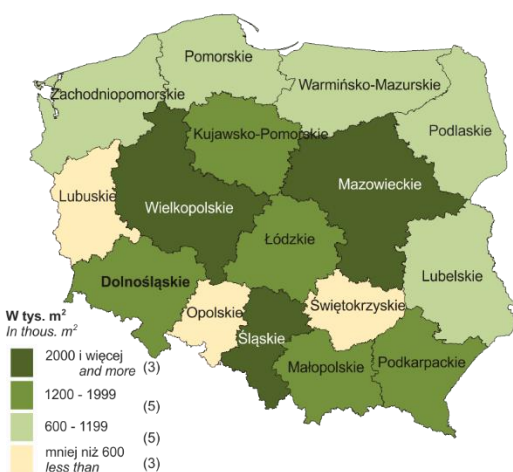 Pomorskie
Warmińsko-Mazurskie
Zachodniopomorskie
Podlaskie
Kujawsko-Pomorskie
Mazowieckie
Lubuskie
Wielkopolskie
Łódzkie
Lubelskie
Dolnośląskie
Opolskie
Świętokrzyskie
Śląskie
Małopolskie
Podkarpackie
W tys. m²
In thous. m²
2000 i więcej
and more (3)
1200 - 1999
(5)
600 - 1199
(5)
mniej niż 600
less than (3)